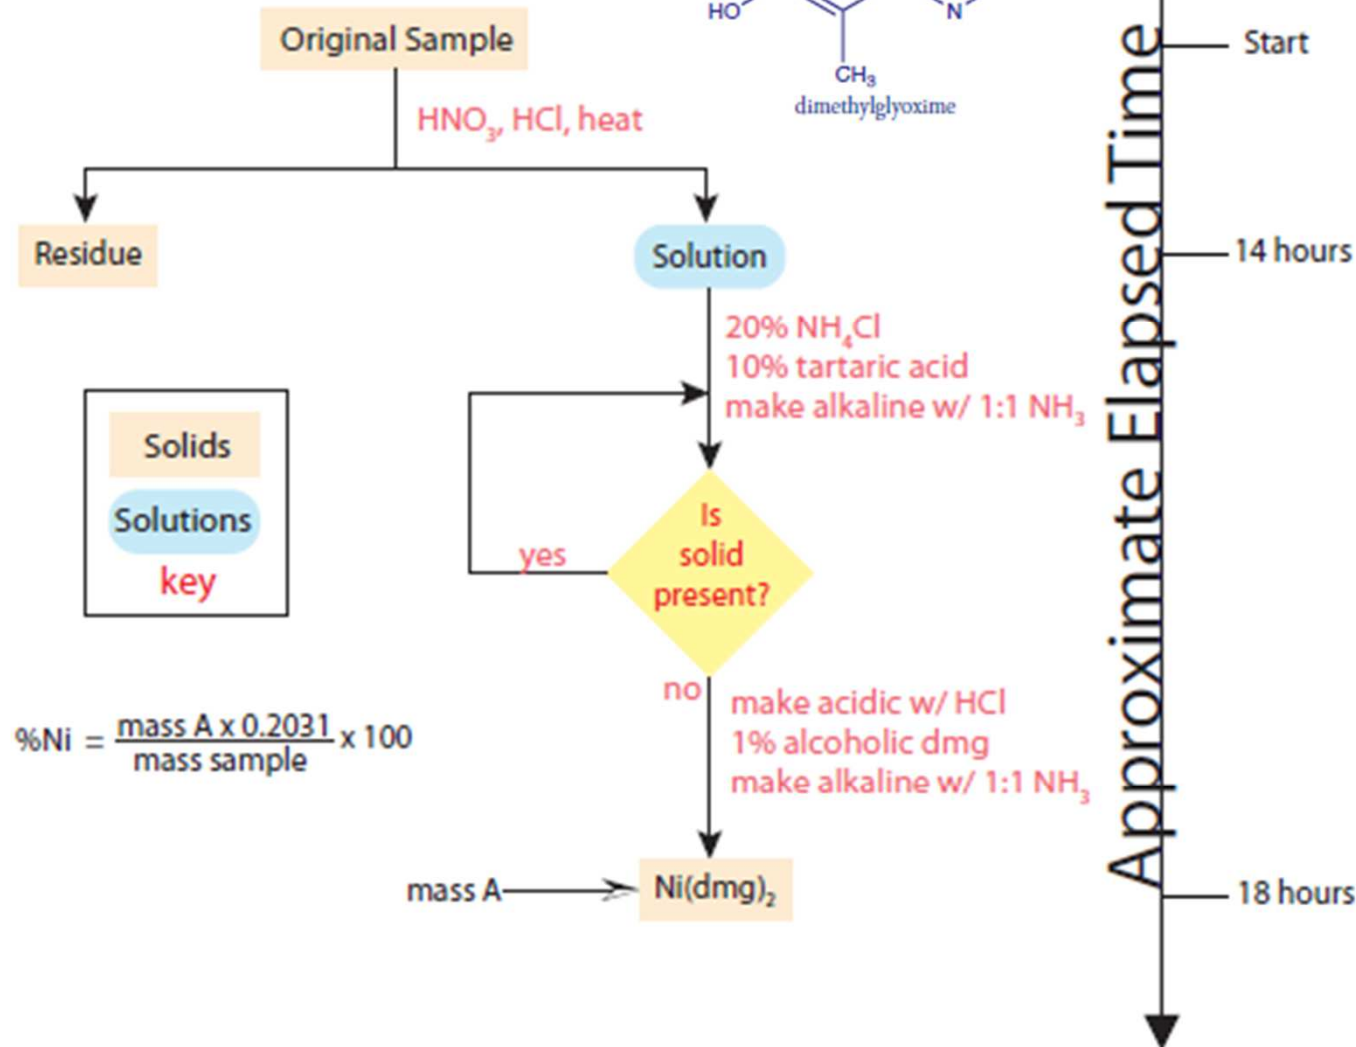 HO
N
CH₃
dimethylglyoxime
Original Sample
HNO₃, HCl, heat
Residue
Solution
20% NH₄Cl
10% tartaric acid
make alkaline w/ 1:1 NH₃
Solids
Solutions
key
Is
solid
present?
yes
no
make acidic w/ HCl
1% alcoholic dmg
make alkaline w/ 1:1 NH₃
%Ni = mass A x 0.2031 x 100
mass sample
mass A
Ni(dmg)₂
Approximate Elapsed Time
Start
14 hours
18 hours